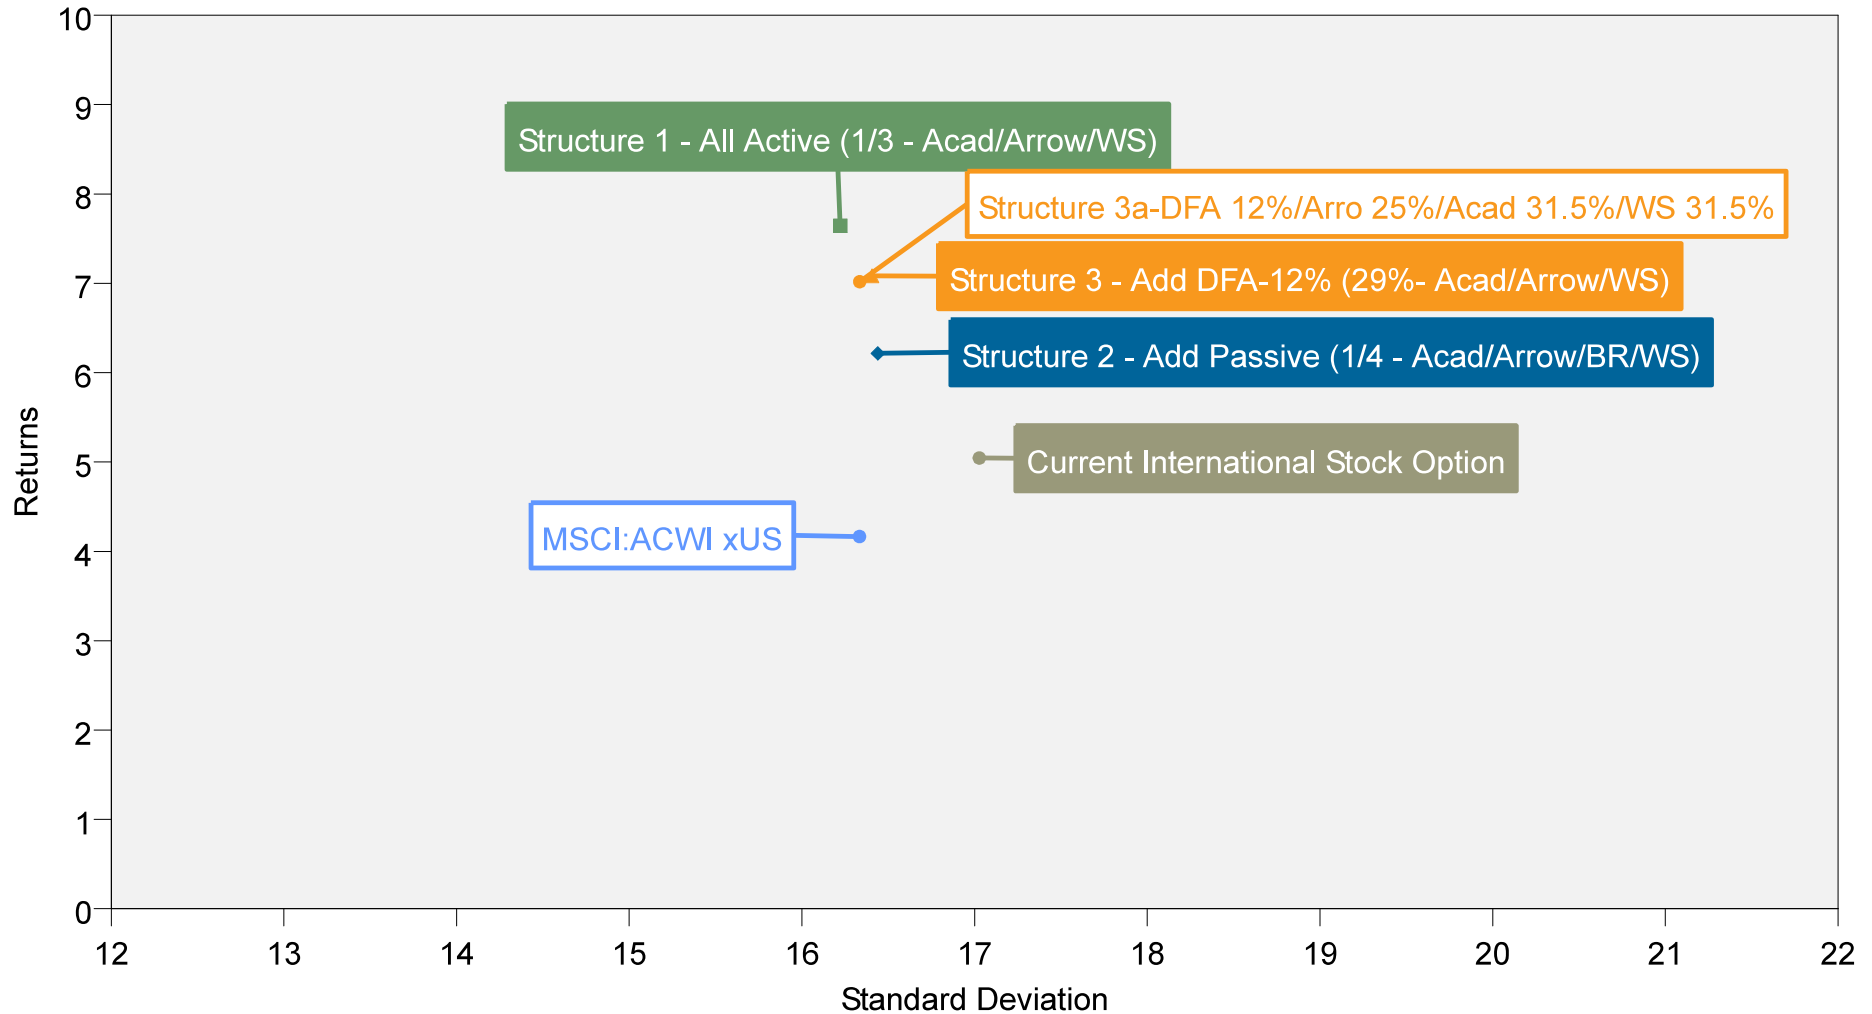 10
9
8
7
6
5
4
3
2
1
0
Returns
Structure 1 - All Active (1/3 - Acad/Arrow/WS)
Structure 3a-DFA 12%/Arro 25%/Acad 31.5%/WS 31.5%
Structure 3 - Add DFA-12% (29%- Acad/Arrow/WS)
Structure 2 - Add Passive (1/4 - Acad/Arrow/BR/WS)
Current International Stock Option
MSCI:ACWI xUS
12 13 14 15 16 17 18 19 20 21 22
Standard Deviation